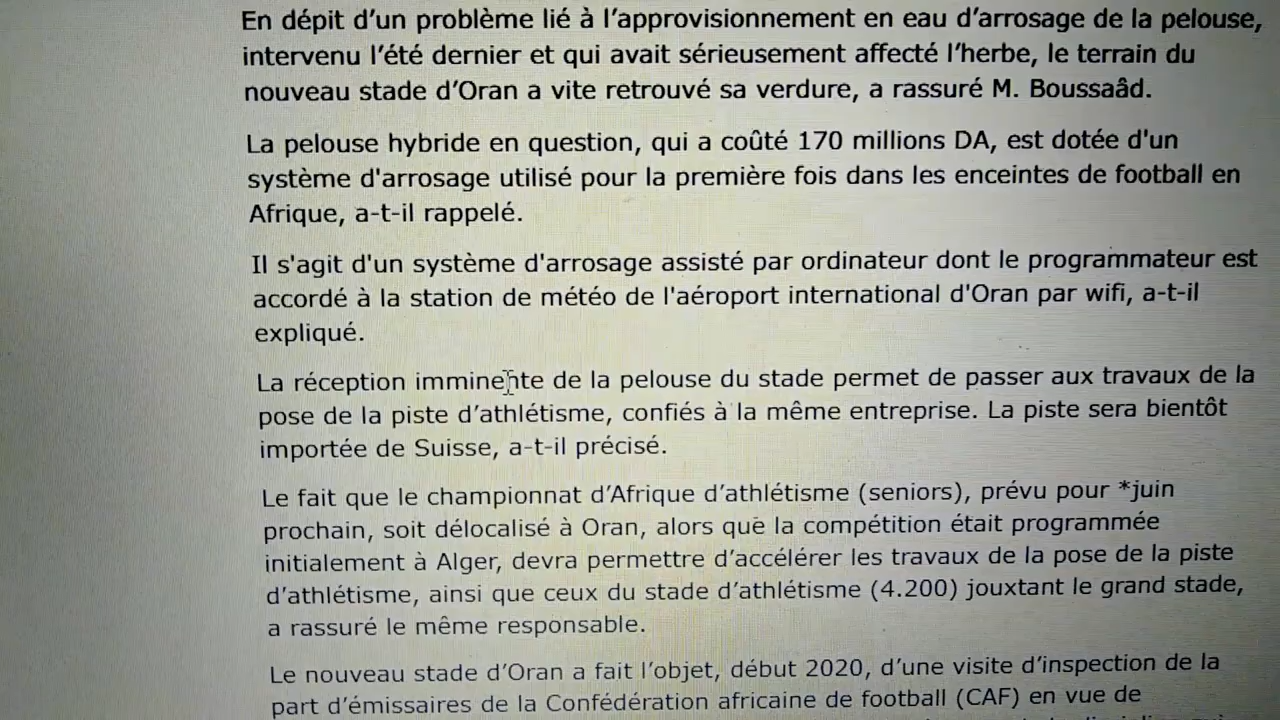 En dépit d’un problème lié à l’approvisionnement en eau d’arrosage de la pelouse,
intervenu l’été dernier et qui avait sérieusement affecté l’herbe, le terrain du
nouveau stade d’Oran a vite retrouvé sa verdure, a rassuré M. Boussaâd.
La pelouse hybride en question, qui a coûté 170 millions DA, est dotée d'un
système d'arrosage utilisé pour la première fois dans les enceintes de football en
Afrique, a-t-il rappelé.
Il s'agit d'un système d'arrosage assisté par ordinateur dont le programmateur est
accordé à la station de météo de l'aéroport international d'Oran par wifi, a-t-il
expliqué.
La réception imminente de la pelouse du stade permet de passer aux travaux de la
pose de la piste d’athlétisme, confiés à la même entreprise. La piste sera bientôt
importée de Suisse, a-t-il précisé.
Le fait que le championnat d’Afrique d’athlétisme (seniors), prévu pour *juin
prochain, soit délocalisé à Oran, alors que la compétition était programmée
initialement à Alger, devra permettre d’accélérer les travaux de la pose de la piste
d’athlétisme, ainsi que ceux du stade d’athlétisme (4.200) jouxtant le grand stade,
a rassuré le même responsable.
Le nouveau stade d’Oran a fait l’objet, début 2020, d’une visite d’inspection de la
part d’émissaires de la Confédération africaine de football (CAF) en vue de